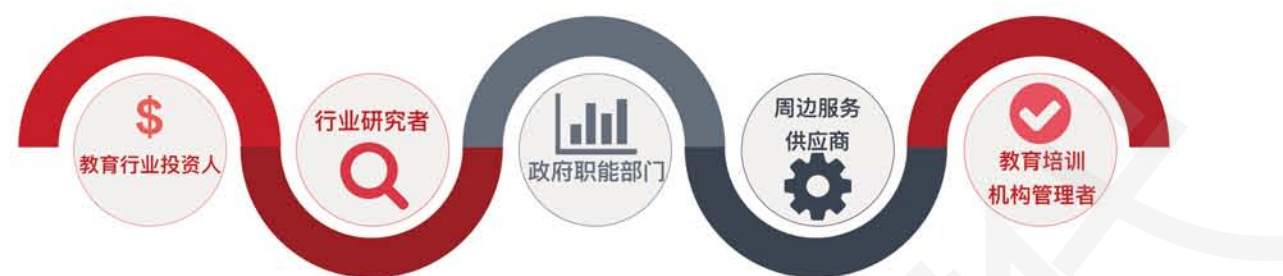 $
教育行业投资人
行业研究者
政府职能部门
周边服务
供应商
教育培训
机构管理者